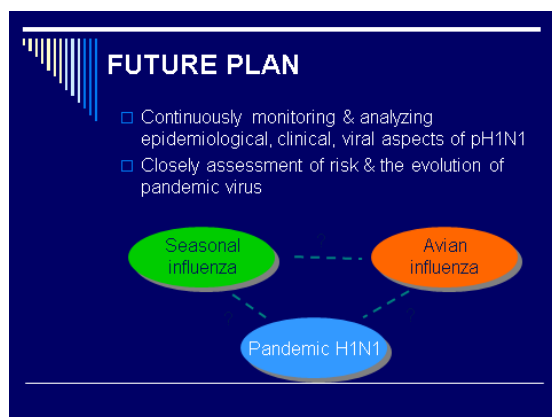 FUTURE PLAN
Continuously monitoring & analyzing
epidemiological, clinical, viral aspects of pH1N1
Closely assessment of risk & the evolution of
pandemic virus
?
Seasonal
influenza
Avian
influenza
?
?
Pandemic H1N1